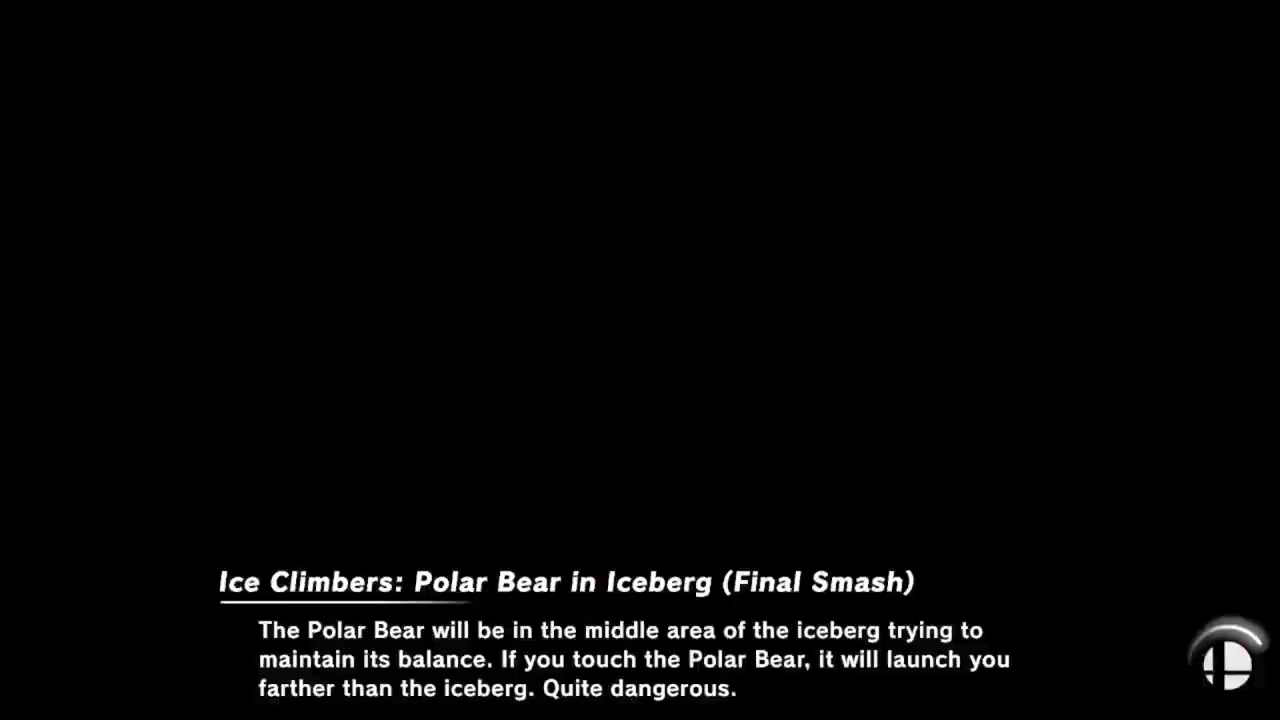 Ice Climbers: Polar Bear in Iceberg (Final Smash)
The Polar Bear will be in the middle area of the iceberg trying to
maintain its balance. If you touch the Polar Bear, it will launch you
farther than the iceberg. Quite dangerous.